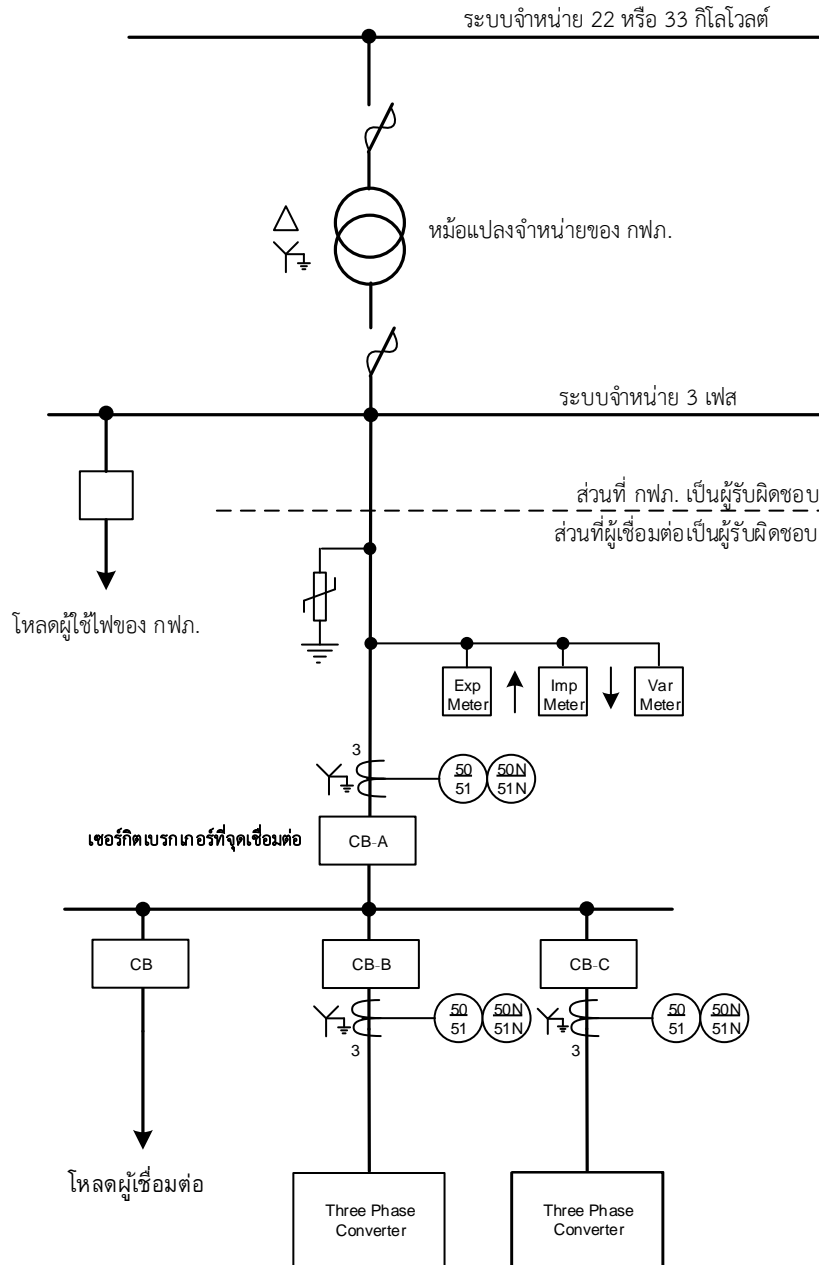 ระบบจำหน่าย 22 หรือ 33 กิโลโวลต์
หม้อแปลงจำหน่ายของ กฟภ.
ระบบจำหน่าย 3 เฟส
ส่วนที่ กฟภ. เป็นผู้รับผิดชอบ
ส่วนที่ผู้เชื่อมต่อเป็นผู้รับผิดชอบ
โหลดผู้ใช้ไฟของ กฟภ.
Exp
Meter
Imp
Meter
Var
Meter
3
50
51
50N
51N
เซอร์กิตเบรกเกอร์ที่จุดเชื่อมต่อ
CB-A
CB
CB-B
CB-C
50
51
50N
51N
50
51
50N
51N
3
3
โหลดผู้เชื่อมต่อ
Three Phase
Converter
Three Phase
Converter